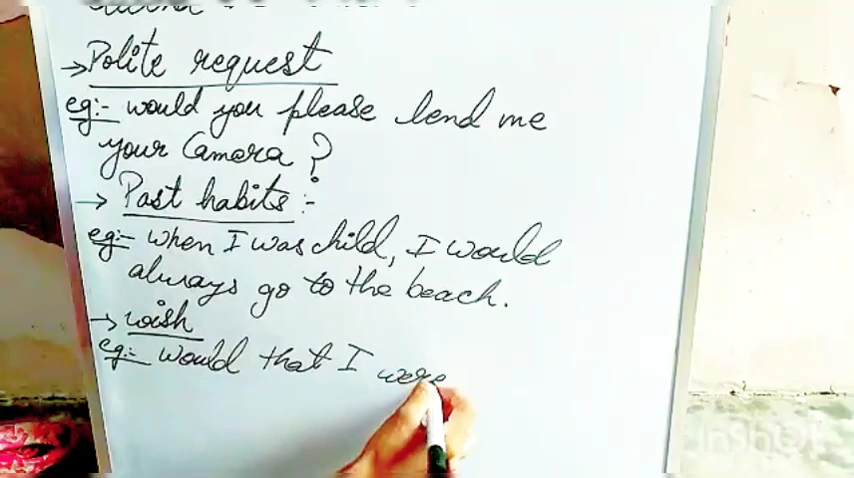 → Polite request
eg:- would you please lend me
your Camera?
→ Past habits :-
eg:- when I was child, I would
always go to the beach.
→ wish
eg:- would that I were
InShOt